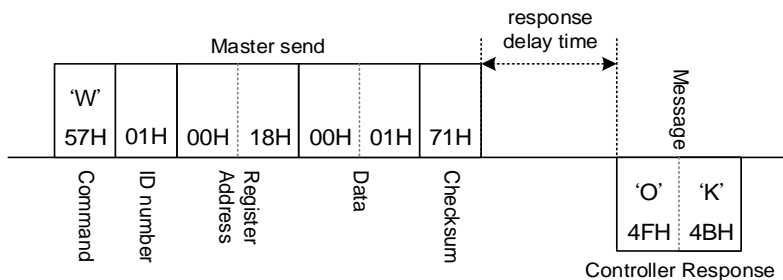 response
delay time
Master send
'W'
57H 01H 00H 18H 00H 01H 71H
Command
ID number
Register
Address
Data
Checksum
Message
'O' 'K'
4FH 4BH
Controller Response